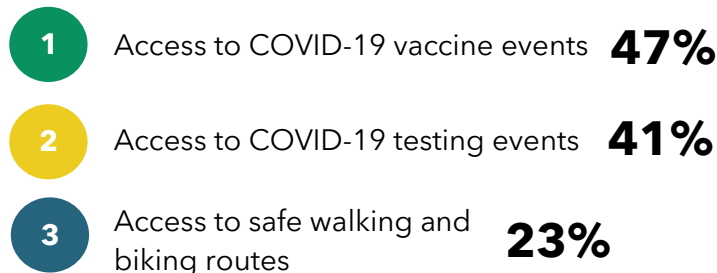 1 Access to COVID-19 vaccine events 47%
2 Access to COVID-19 testing events 41%
3 Access to safe walking and
biking routes 23%